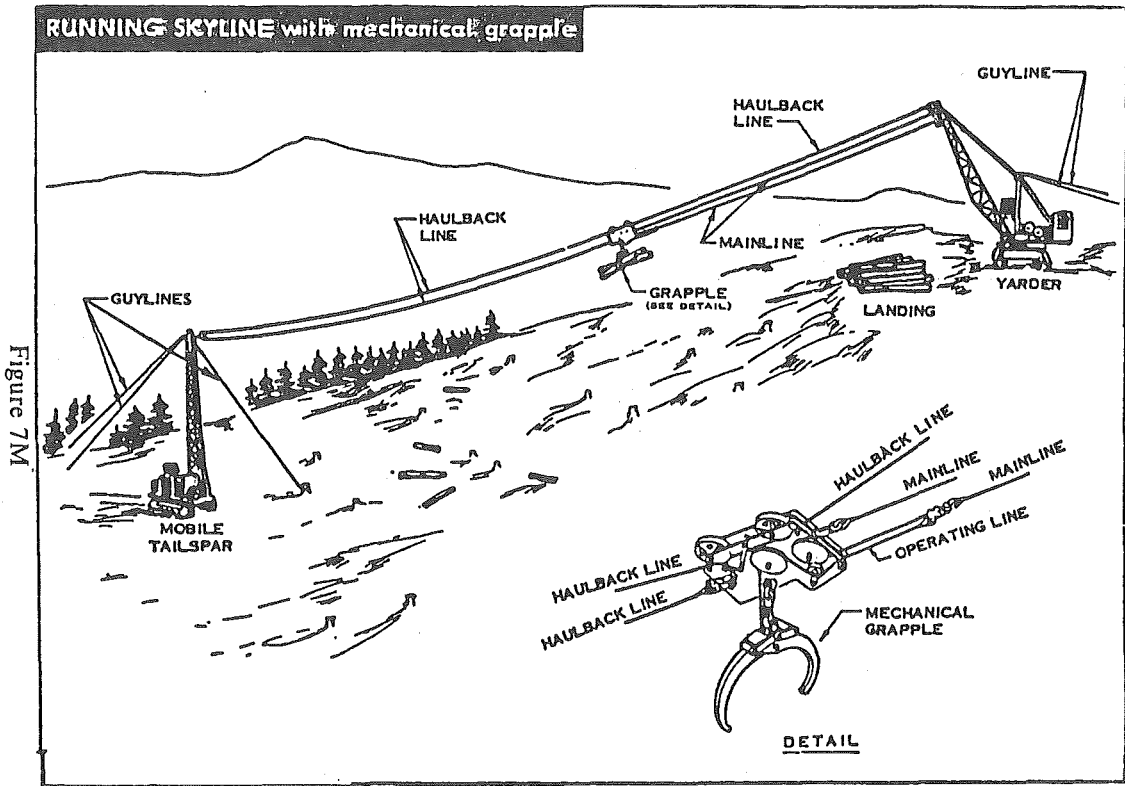 RUNNING SKYLINE with mechanical grapple
GUYLINE
HAULBACK
LINE
HAULBACK
LINE
MAINLINE
GUYLINES
GRAPPLE
(SEE DETAIL)
LANDING
YARDER
Figure 7M
MOBILE
TAILSPAR
HAULBACK LINE
MAINLINE
MAINLINE
OPERATING LINE
HAULBACK LINE
HAULBACK LINE
MECHANICAL
GRAPPLE
DETAIL